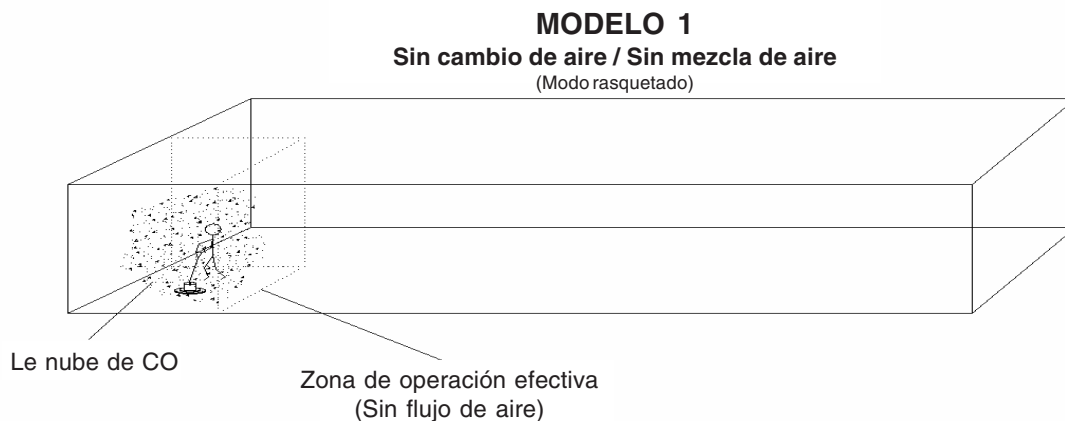 MODELO 1
Sin cambio de aire / Sin mezcla de aire
(Modo rasquetado)
Le nube de CO
Zona de operación efectiva
(Sin flujo de aire)